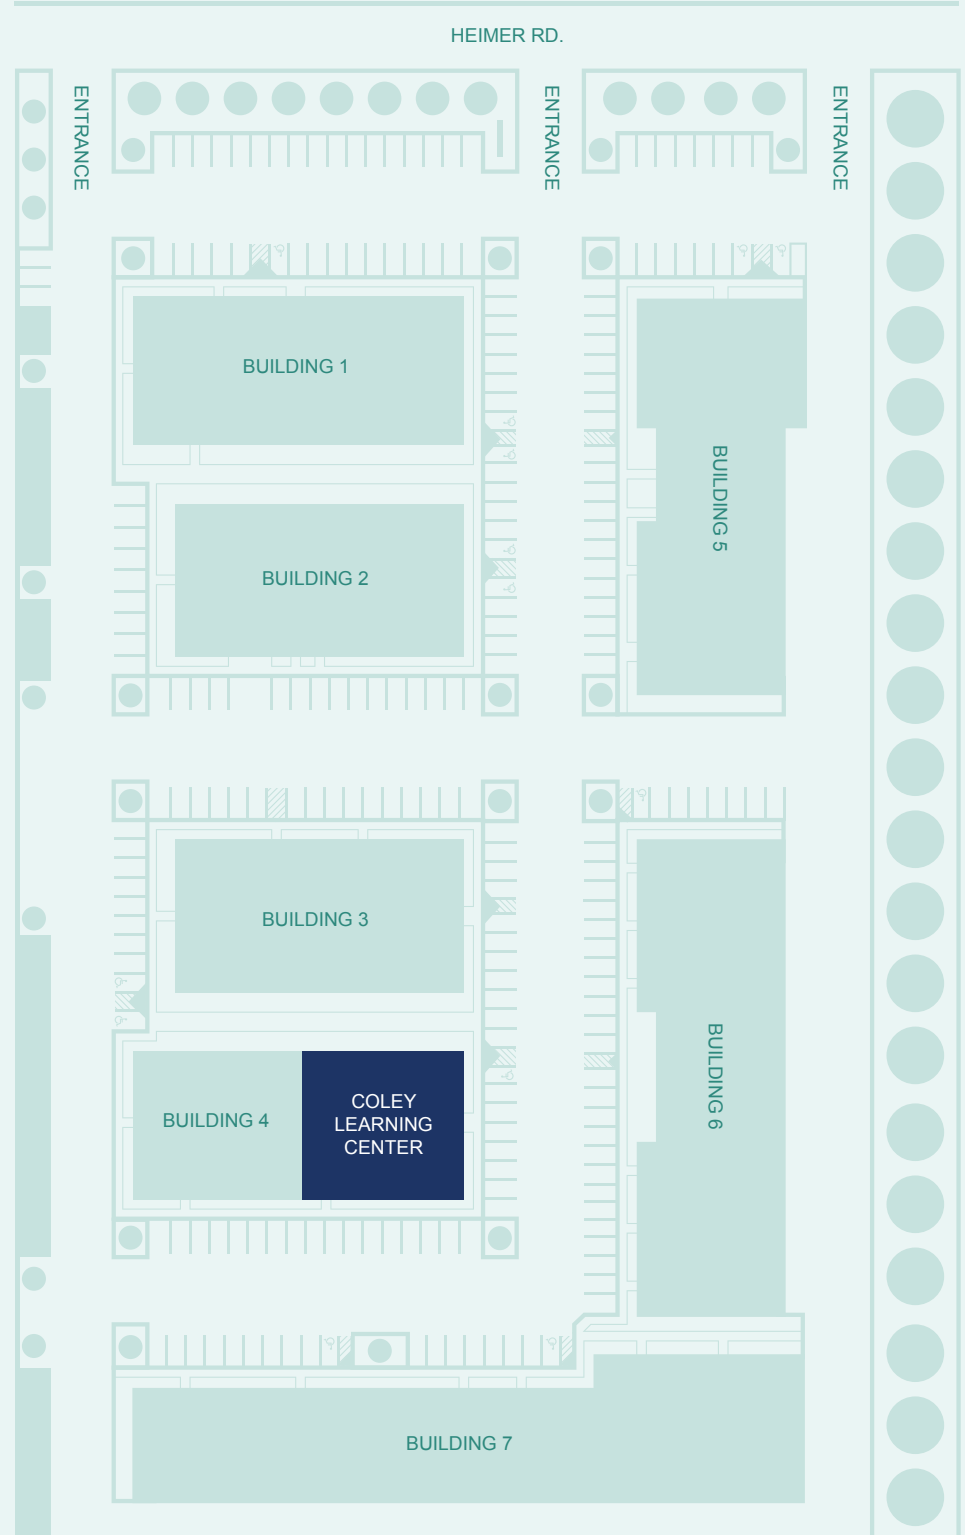 HEIMER RD.
ENTRANCE
ENTRANCE
ENTRANCE
BUILDING 1
BUILDING 5
BUILDING 2
BUILDING 3
BUILDING 6
BUILDING 4
COLEY
LEARNING
CENTER
BUILDING 7